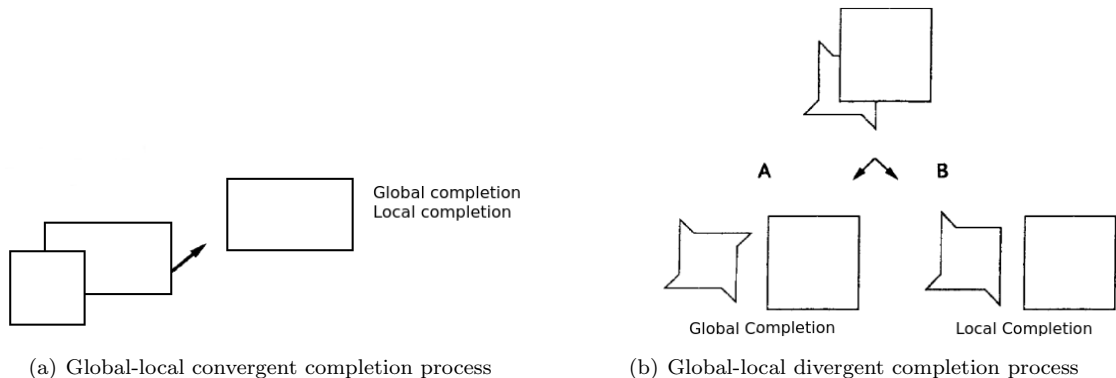 Global completion
Local completion
A
B
Global Completion
Local Completion
(a) Global-local convergent completion process
(b) Global-local divergent completion process